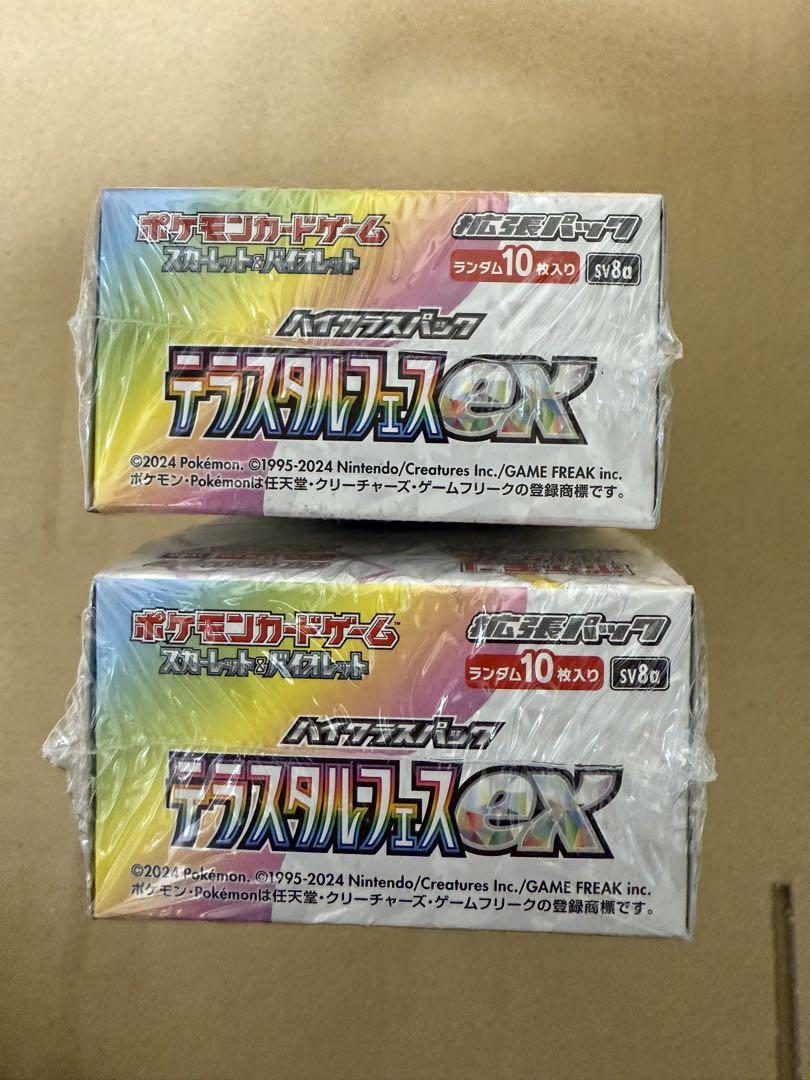 ポケモンカードゲーム™
拡張パック
スカーレット&バイオレット
ランダム10枚入り
sv8a
ハイクラスパック
テラスタルフェスex
©2024 Pokémon. ©1995-2024 Nintendo/Creatures Inc./GAME FREAK inc.
ポケモン・Pokémonは任天堂・クリーチャーズ・ゲームフリークの登録商標です。
ポケモンカードゲーム™
拡張パック
スカーレット&バイオレット
ランダム10枚入り
sv8a
ハイクラスパック
テラスタルフェスex
©2024 Pokémon. ©1995-2024 Nintendo/Creatures Inc./GAME FREAK inc.
ポケモン・Pokémonは任天堂・クリーチャーズ・ゲームフリークの登録商標です。